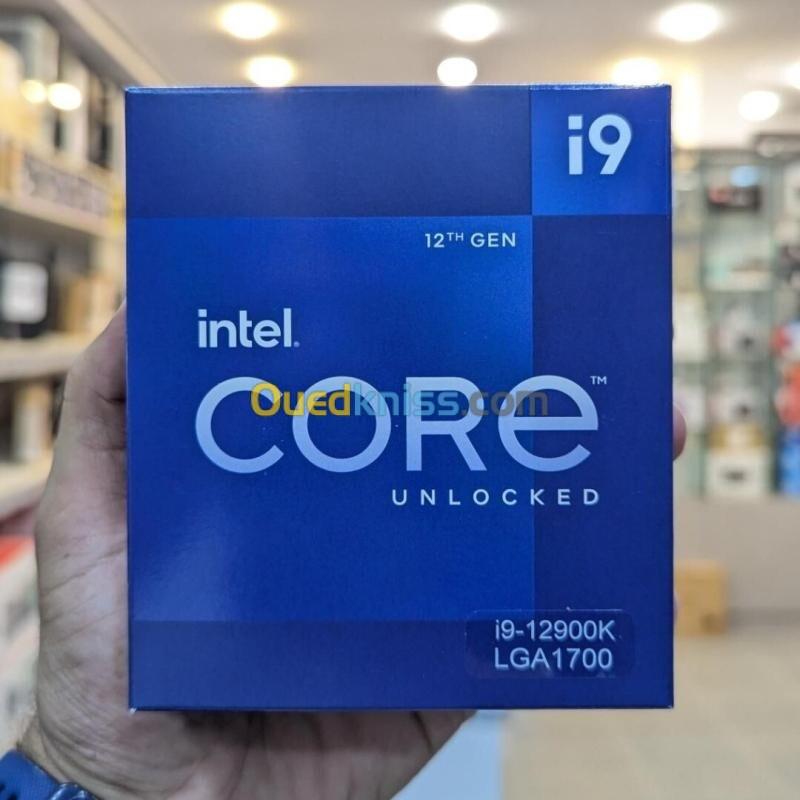 i9
12TH GEN
intel.
CORE™
Ouedkniss.com
UNLOCKED
i9-12900K
LGA1700